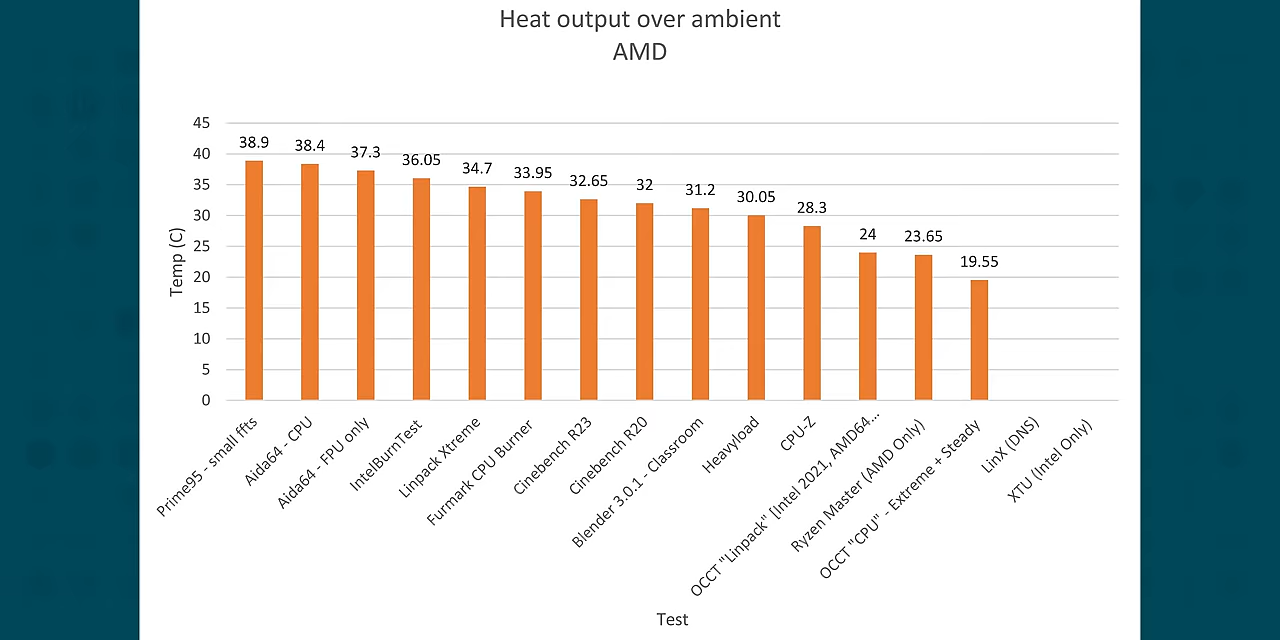 Heat output over ambient
AMD
45
40
35
30
25
20
15
10
5
0
Temp (C)
38.9
38.4
37.3
36.05
34.7
33.95
32.65
32
31.2
30.05
28.3
24
23.65
19.55
Prime95 - small ffts
Aida64 - CPU
Aida64 - FPU only
IntelBurnTest
Linpack Xtreme
Furmark CPU Burner
Cinebench R23
Cinebench R20
Blender 3.0.1 - Classroom
Heavyload
CPU-Z
OCCT "Linpack" [Intel 2021, AMD64...
Ryzen Master (AMD Only)
OCCT "CPU" - Extreme + Steady
LinX (DNS)
XTU (Intel Only)
Test